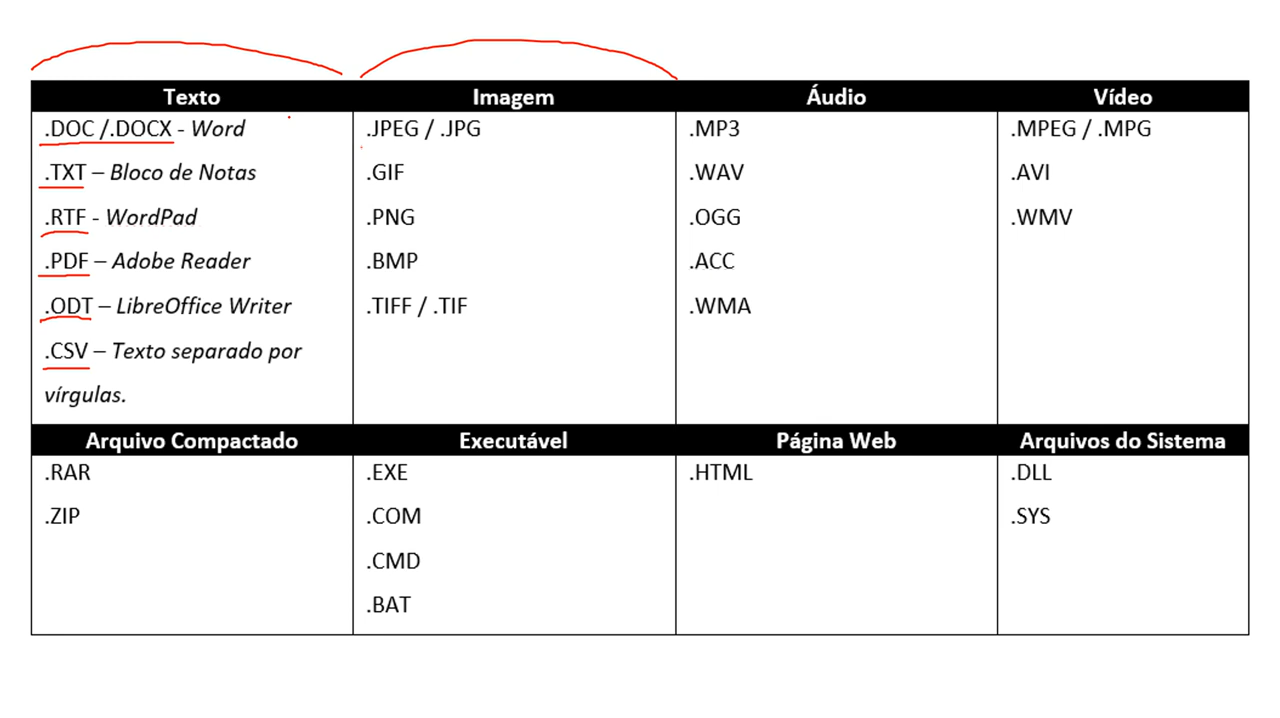 Texto Imagem Áudio Vídeo
.DOC /.DOCX - Word .JPEG / .JPG .MP3 .MPEG / .MPG
.TXT – Bloco de Notas .GIF .WAV .AVI
.RTF - WordPad .PNG .OGG .WMV
.PDF – Adobe Reader .BMP .ACC
.ODT – LibreOffice Writer .TIFF / .TIF .WMA
.CSV – Texto separado por
vírgulas.
Arquivo Compactado Executável Página Web Arquivos do Sistema
.RAR .EXE .HTML .DLL
.ZIP .COM .SYS
.CMD
.BAT